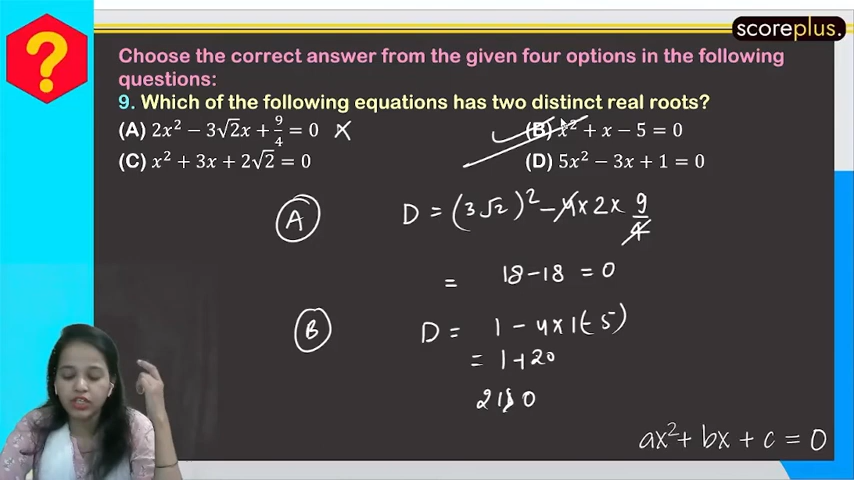 scoreplus.
?
Choose the correct answer from the given four options in the following
questions:
9. Which of the following equations has two distinct real roots?
(A) 2x² − 3√2x + 9/4 = 0 ✗ (B) x² + x − 5 = 0
(C) x² + 3x + 2√2 = 0 (D) 5x² − 3x + 1 = 0
A D = (3√2)² − 4 × 2 × 9/4
= 18 − 18 = 0
B D = 1 − 4 × 1(−5)
= 1 + 20
21 > 0
ax² + bx + c = 0